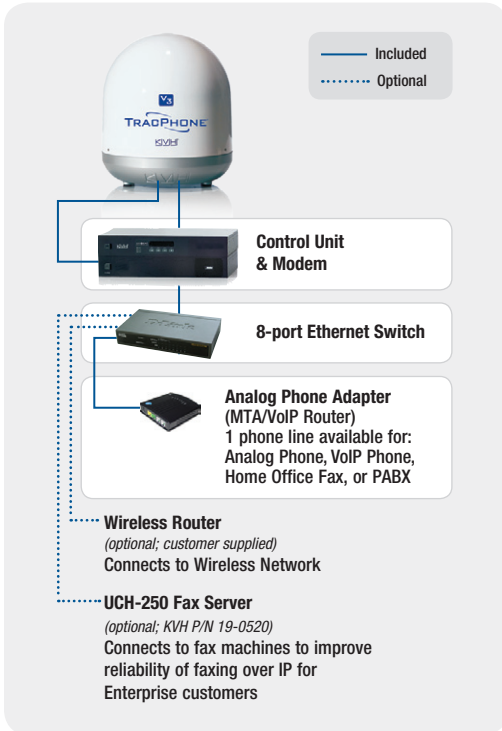 Included
Optional
V3
TRACPHONE
KVH
KVH
Control Unit
& Modem
8-port Ethernet Switch
Analog Phone Adapter
(MTA/VoIP Router)
1 phone line available for:
Analog Phone, VoIP Phone,
Home Office Fax, or PABX
Wireless Router
(optional; customer supplied)
Connects to Wireless Network
UCH-250 Fax Server
(optional; KVH P/N 19-0520)
Connects to fax machines to improve
reliability of faxing over IP for
Enterprise customers